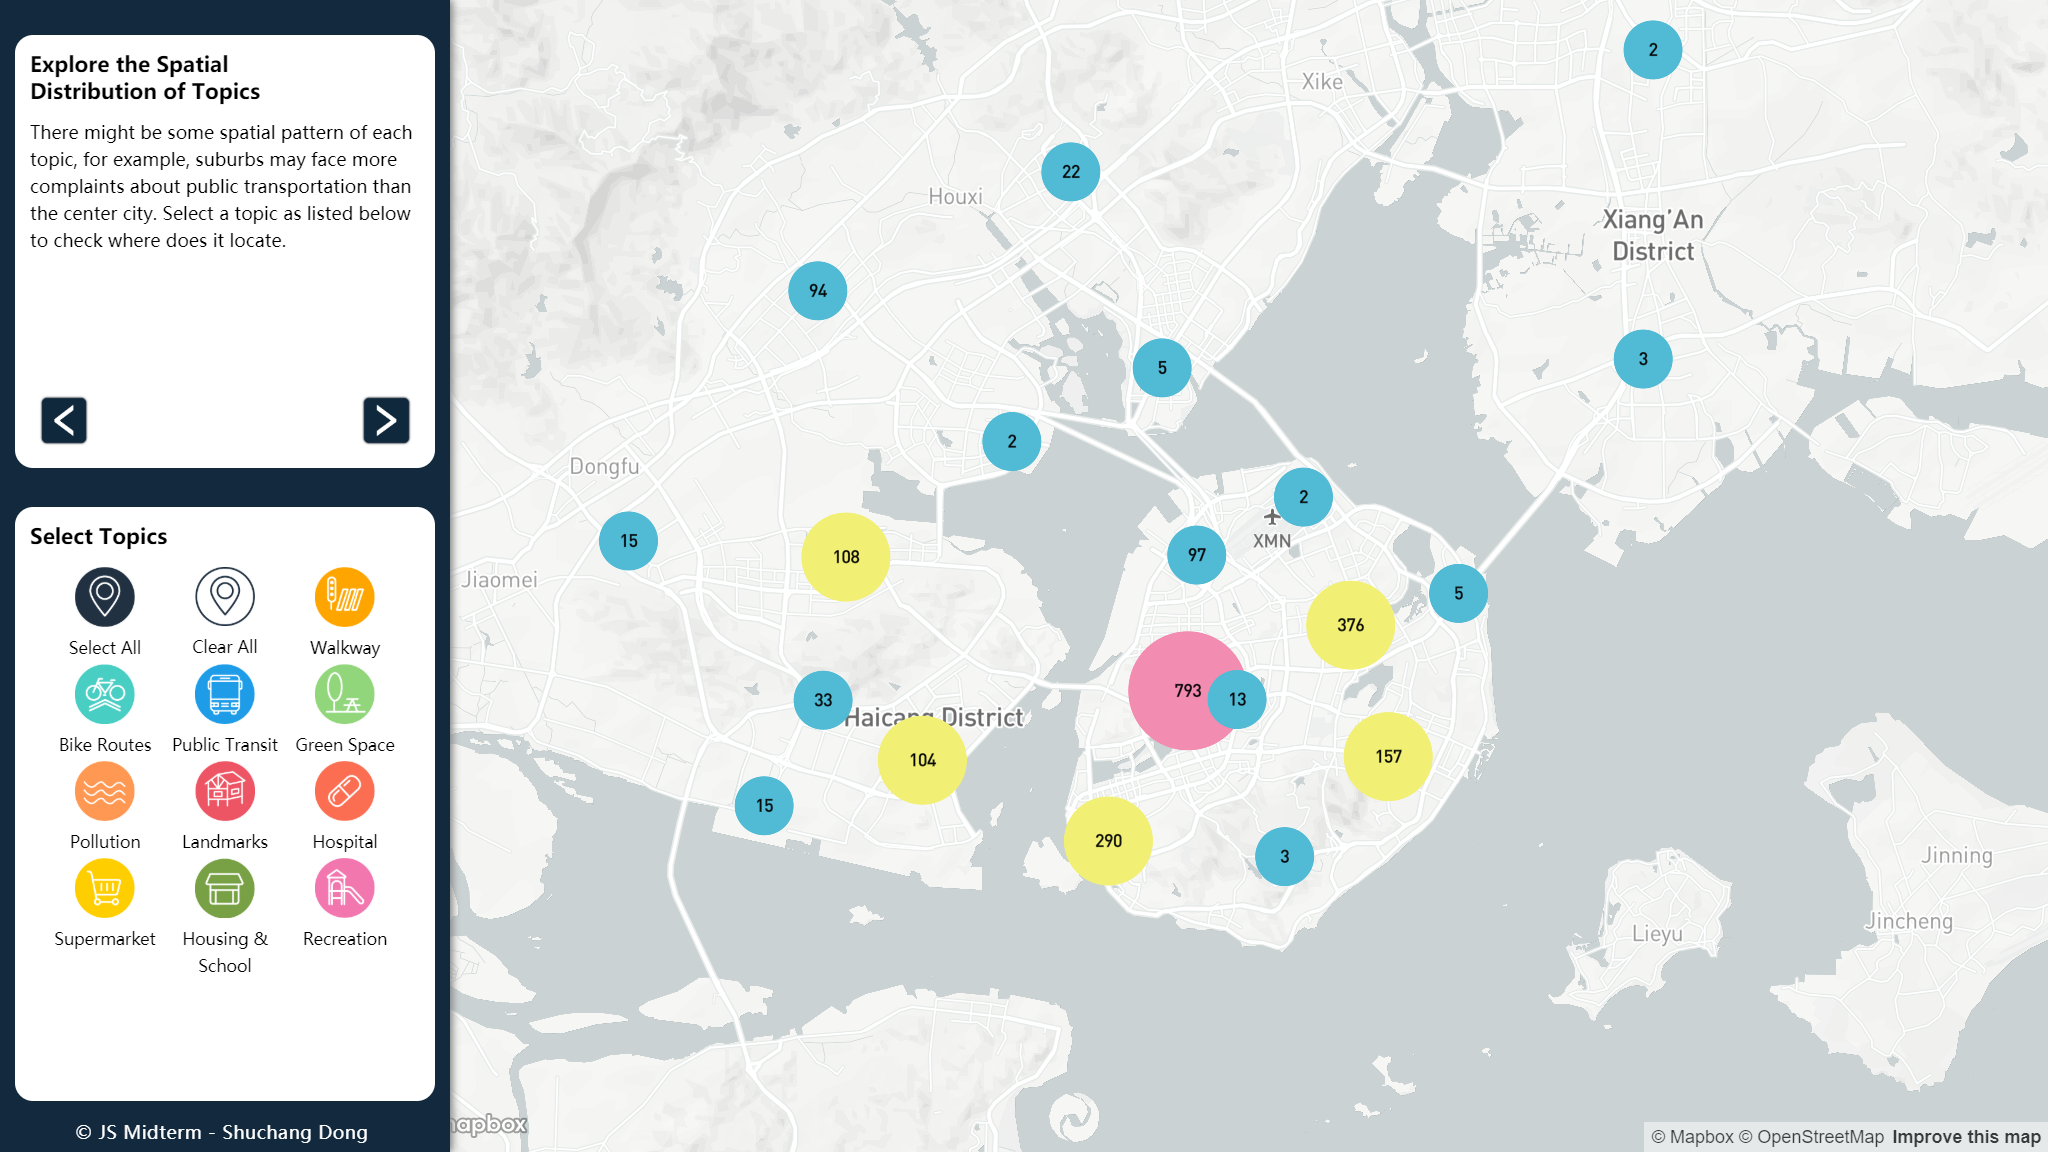 Explore the Spatial
Distribution of Topics
There might be some spatial pattern of each
topic, for example, suburbs may face more
complaints about public transportation than
the center city. Select a topic as listed below
to check where does it locate.
Select Topics
Select All
Clear All
Walkway
Bike Routes
Public Transit
Green Space
Pollution
Landmarks
Hospital
Supermarket
Housing &
School
Recreation
© JS Midterm - Shuchang Dong
2
Xike
22
Houxi
Xiang'An
District
94
5
3
2
Dongfu
2
XMN
15
108
97
Jiaomei
5
376
793
13
33
Haicang District
104
157
15
290
3
Jinning
Jincheng
Lieyu
mapbox
© Mapbox © OpenStreetMap Improve this map